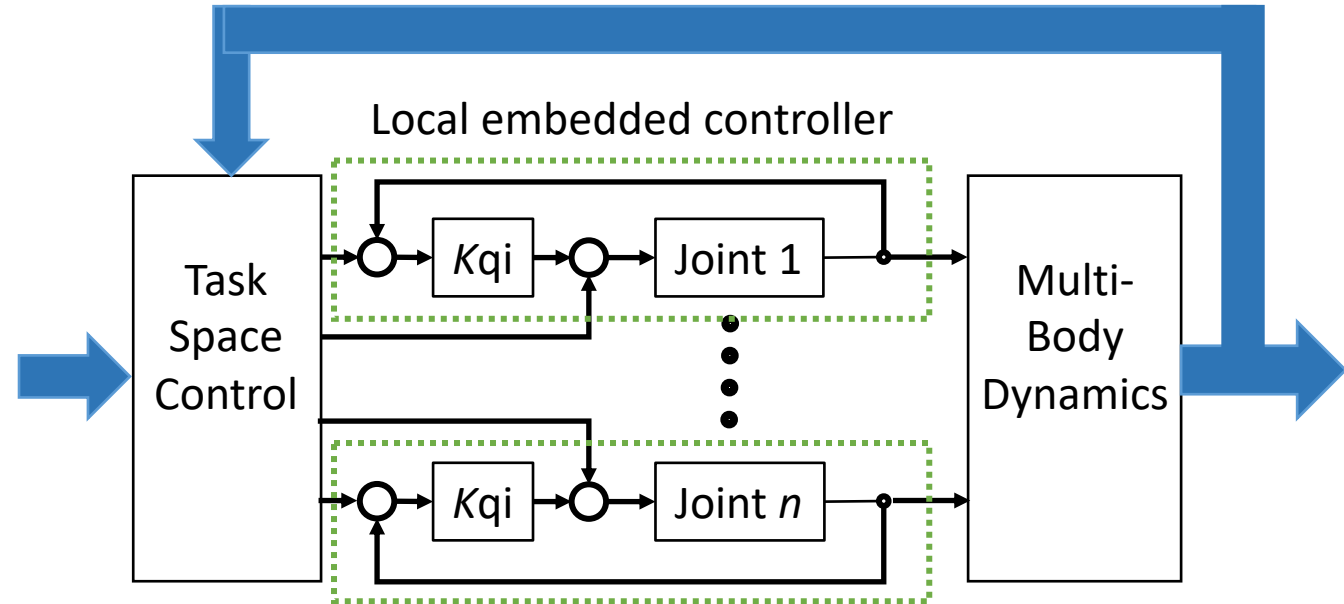 Local embedded controller
Task
Space
Control
Kqi
Joint 1
Multi-
Body
Dynamics
Kqi
Joint n